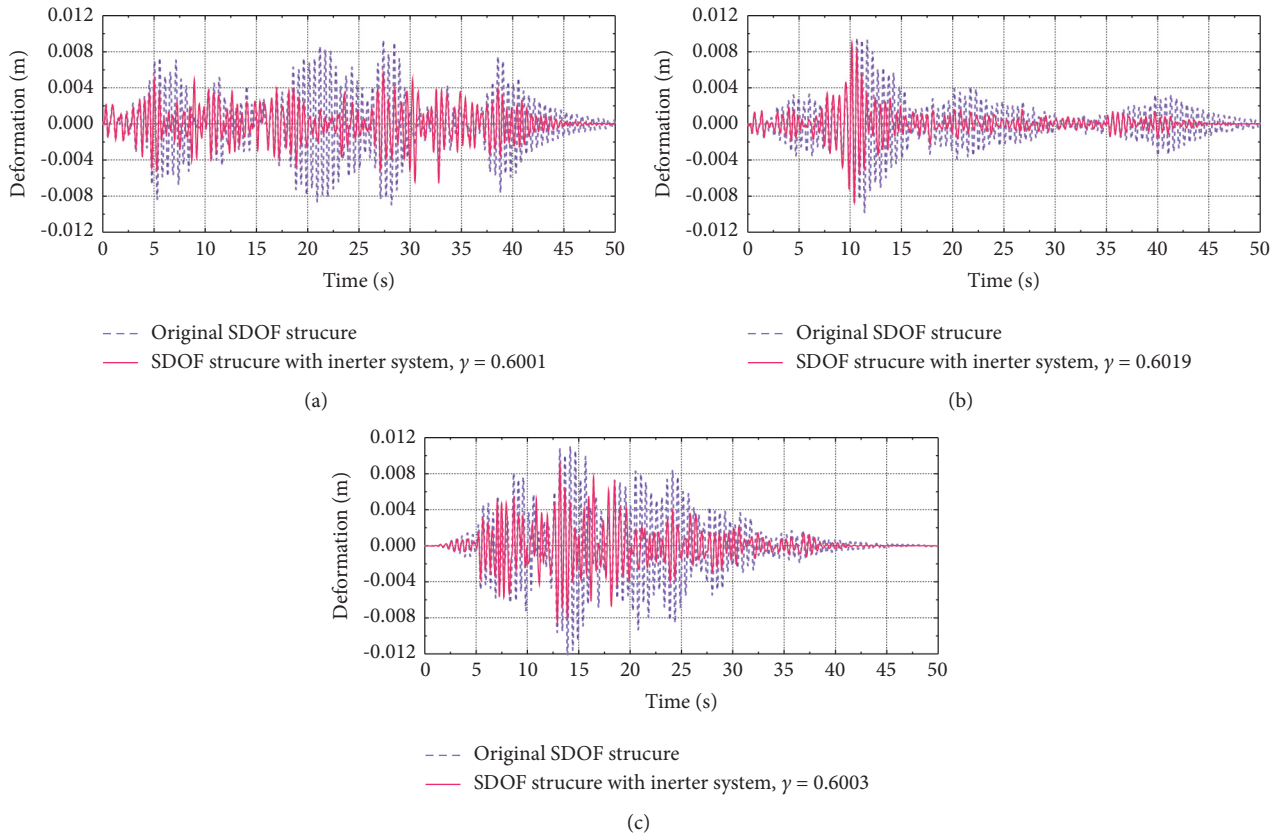 0.012
0.008
0.004
0.000
-0.004
-0.008
-0.012
Deformation (m)
0 5 10 15 20 25 30 35 40 45 50
Time (s)
Original SDOF strucure
SDOF strucure with inerter system, γ = 0.6001
(a)
0.012
0.008
0.004
0.000
-0.004
-0.008
-0.012
Deformation (m)
0 5 10 15 20 25 30 35 40 45 50
Time (s)
Original SDOF strucure
SDOF strucure with inerter system, γ = 0.6019
(b)
0.012
0.008
0.004
0.000
-0.004
-0.008
-0.012
Deformation (m)
0 5 10 15 20 25 30 35 40 45 50
Time (s)
Original SDOF strucure
SDOF strucure with inerter system, γ = 0.6003
(c)